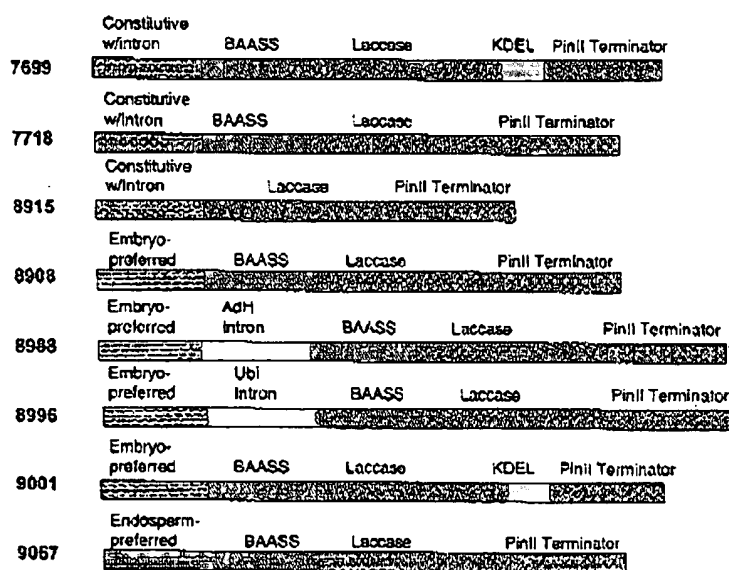 Constitutive
w/intron BAASS Laccase KDEL PinII Terminator
7699
Constitutive
w/Intron BAASS Laccase PinII Terminator
7718
Constitutive
w/Intron Laccase PinII Terminator
8915
Embryo-
preferred BAASS Laccase PinII Terminator
8908
Embryo- AdH
preferred Intron BAASS Laccase PinII Terminator
8988
Embryo- Ubi
preferred Intron BAASS Laccase PinII Terminator
8996
Embryo-
preferred BAASS Laccase KDEL PinII Terminator
9001
Endosperm-
preferred BAASS Laccase PinII Terminator
9067